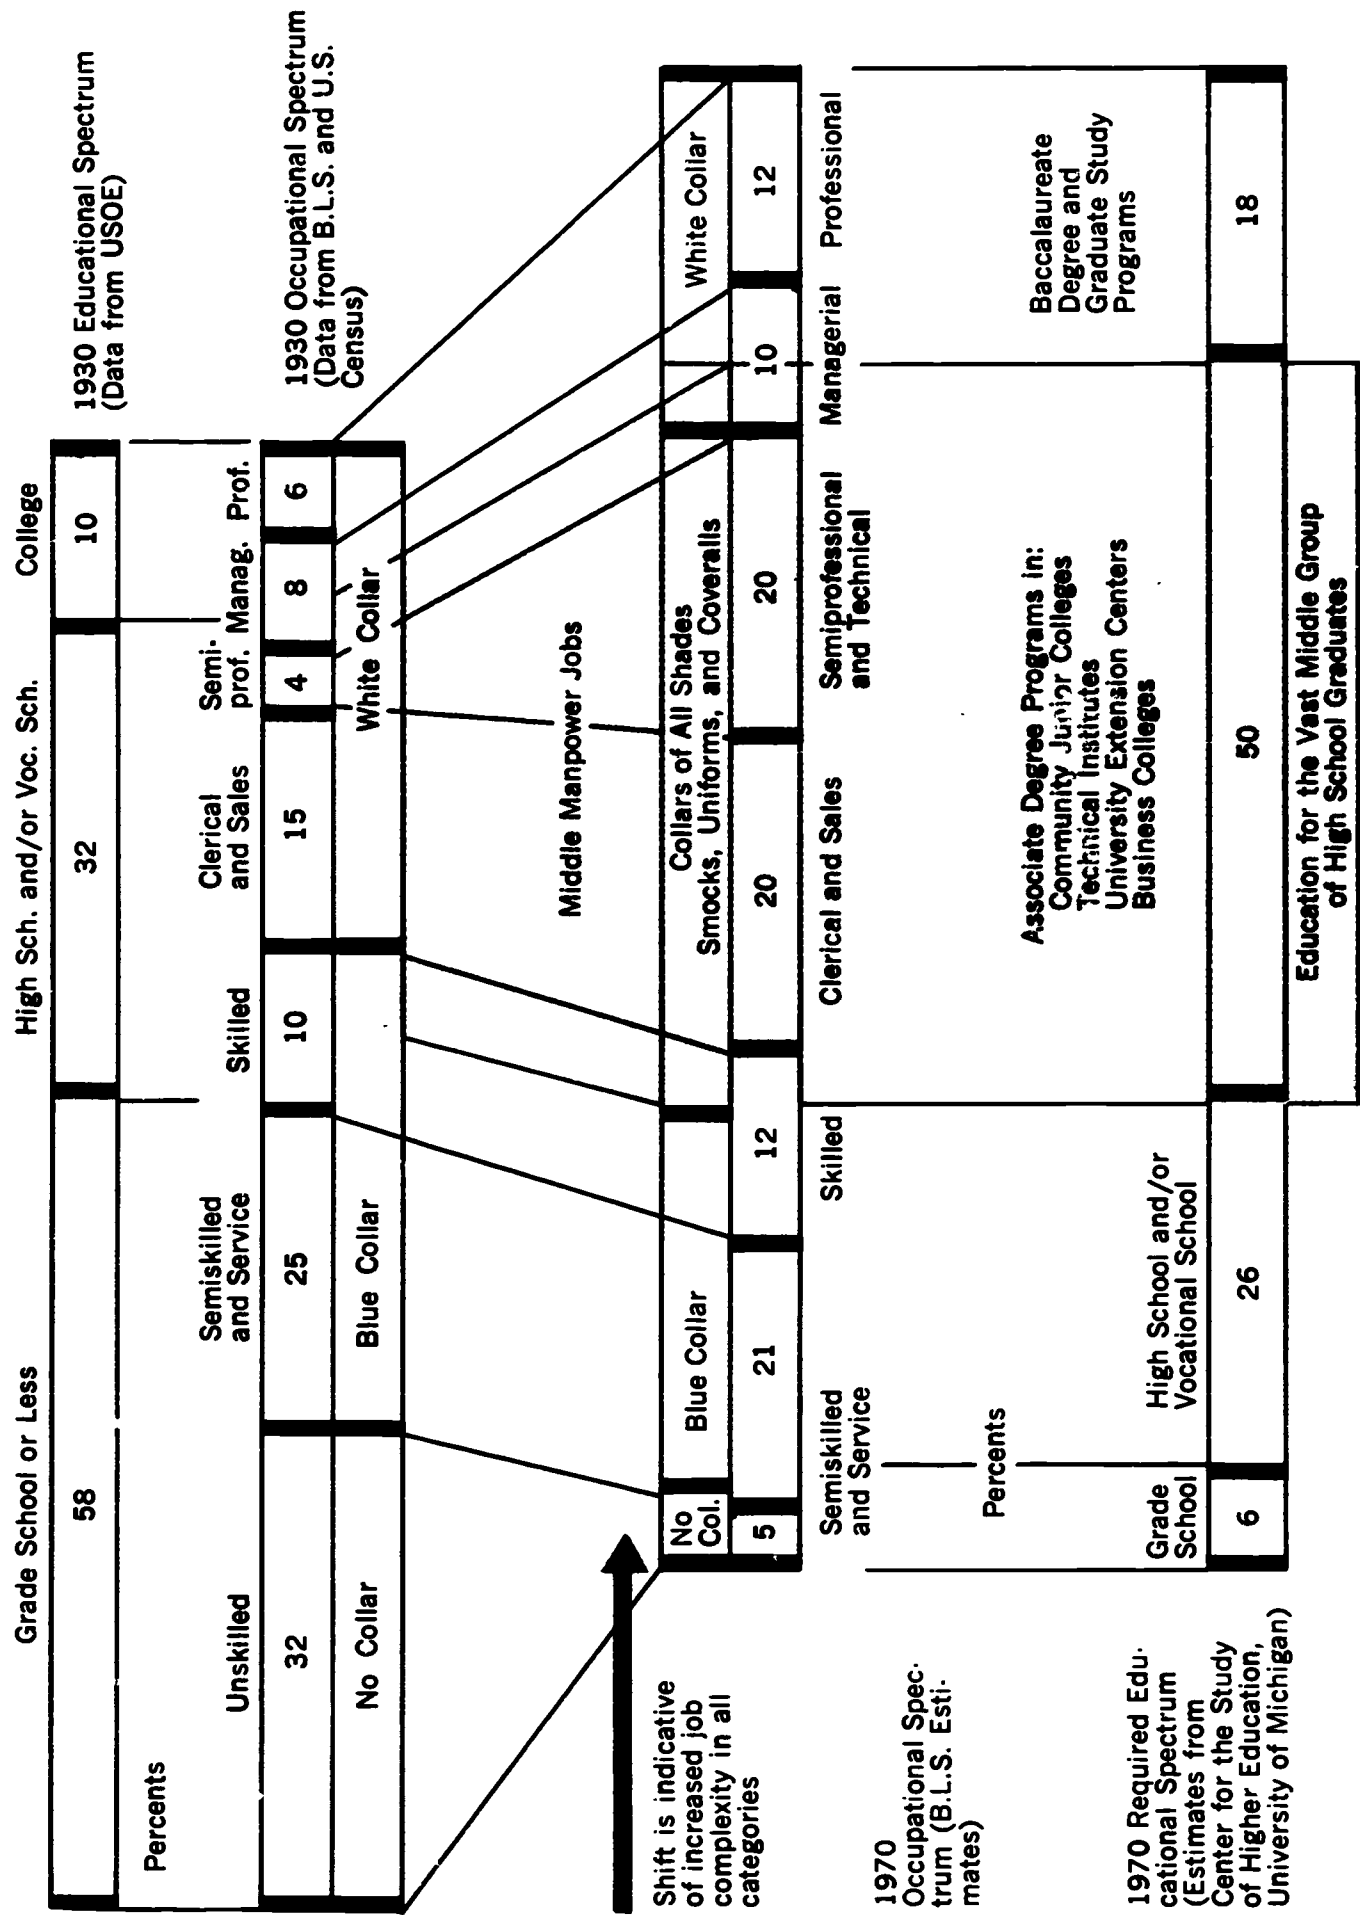 Grade School or Less
High Sch. and/or Voc. Sch.
College
58
32
10
1930 Educational Spectrum
(Data from USOE)
Percents
Unskilled
Semiskilled
and Service
Skilled
Clerical
and Sales
Semi-
prof.
Manag.
Prof.
32
25
10
15
4
8
6
1930 Occupational Spectrum
(Data from B.L.S. and U.S.
Census)
No Collar
Blue Collar
White Collar
Middle Manpower Jobs
Shift is indicative
of increased job
complexity in all
categories
No
Col.
Blue Collar
Collars of All Shades
Smocks, Uniforms, and Coveralls
White Collar
5
21
12
20
20
10
12
Semiskilled
and Service
Skilled
Clerical and Sales
Semiprofessional
and Technical
Managerial
Professional
1970
Occupational Spec-
trum (B.L.S. Esti-
mates)
Percents
Associate Degree Programs in:
Community Junior Colleges
Technical Institutes
University Extension Centers
Business Colleges
Baccalaureate
Degree and
Graduate Study
Programs
1970 Required Edu-
cational Spectrum
(Estimates from
Center for the Study
of Higher Education,
University of Michigan)
Grade
School
High School and/or
Vocational School
6
26
50
18
Education for the Vast Middle Group
of High School Graduates